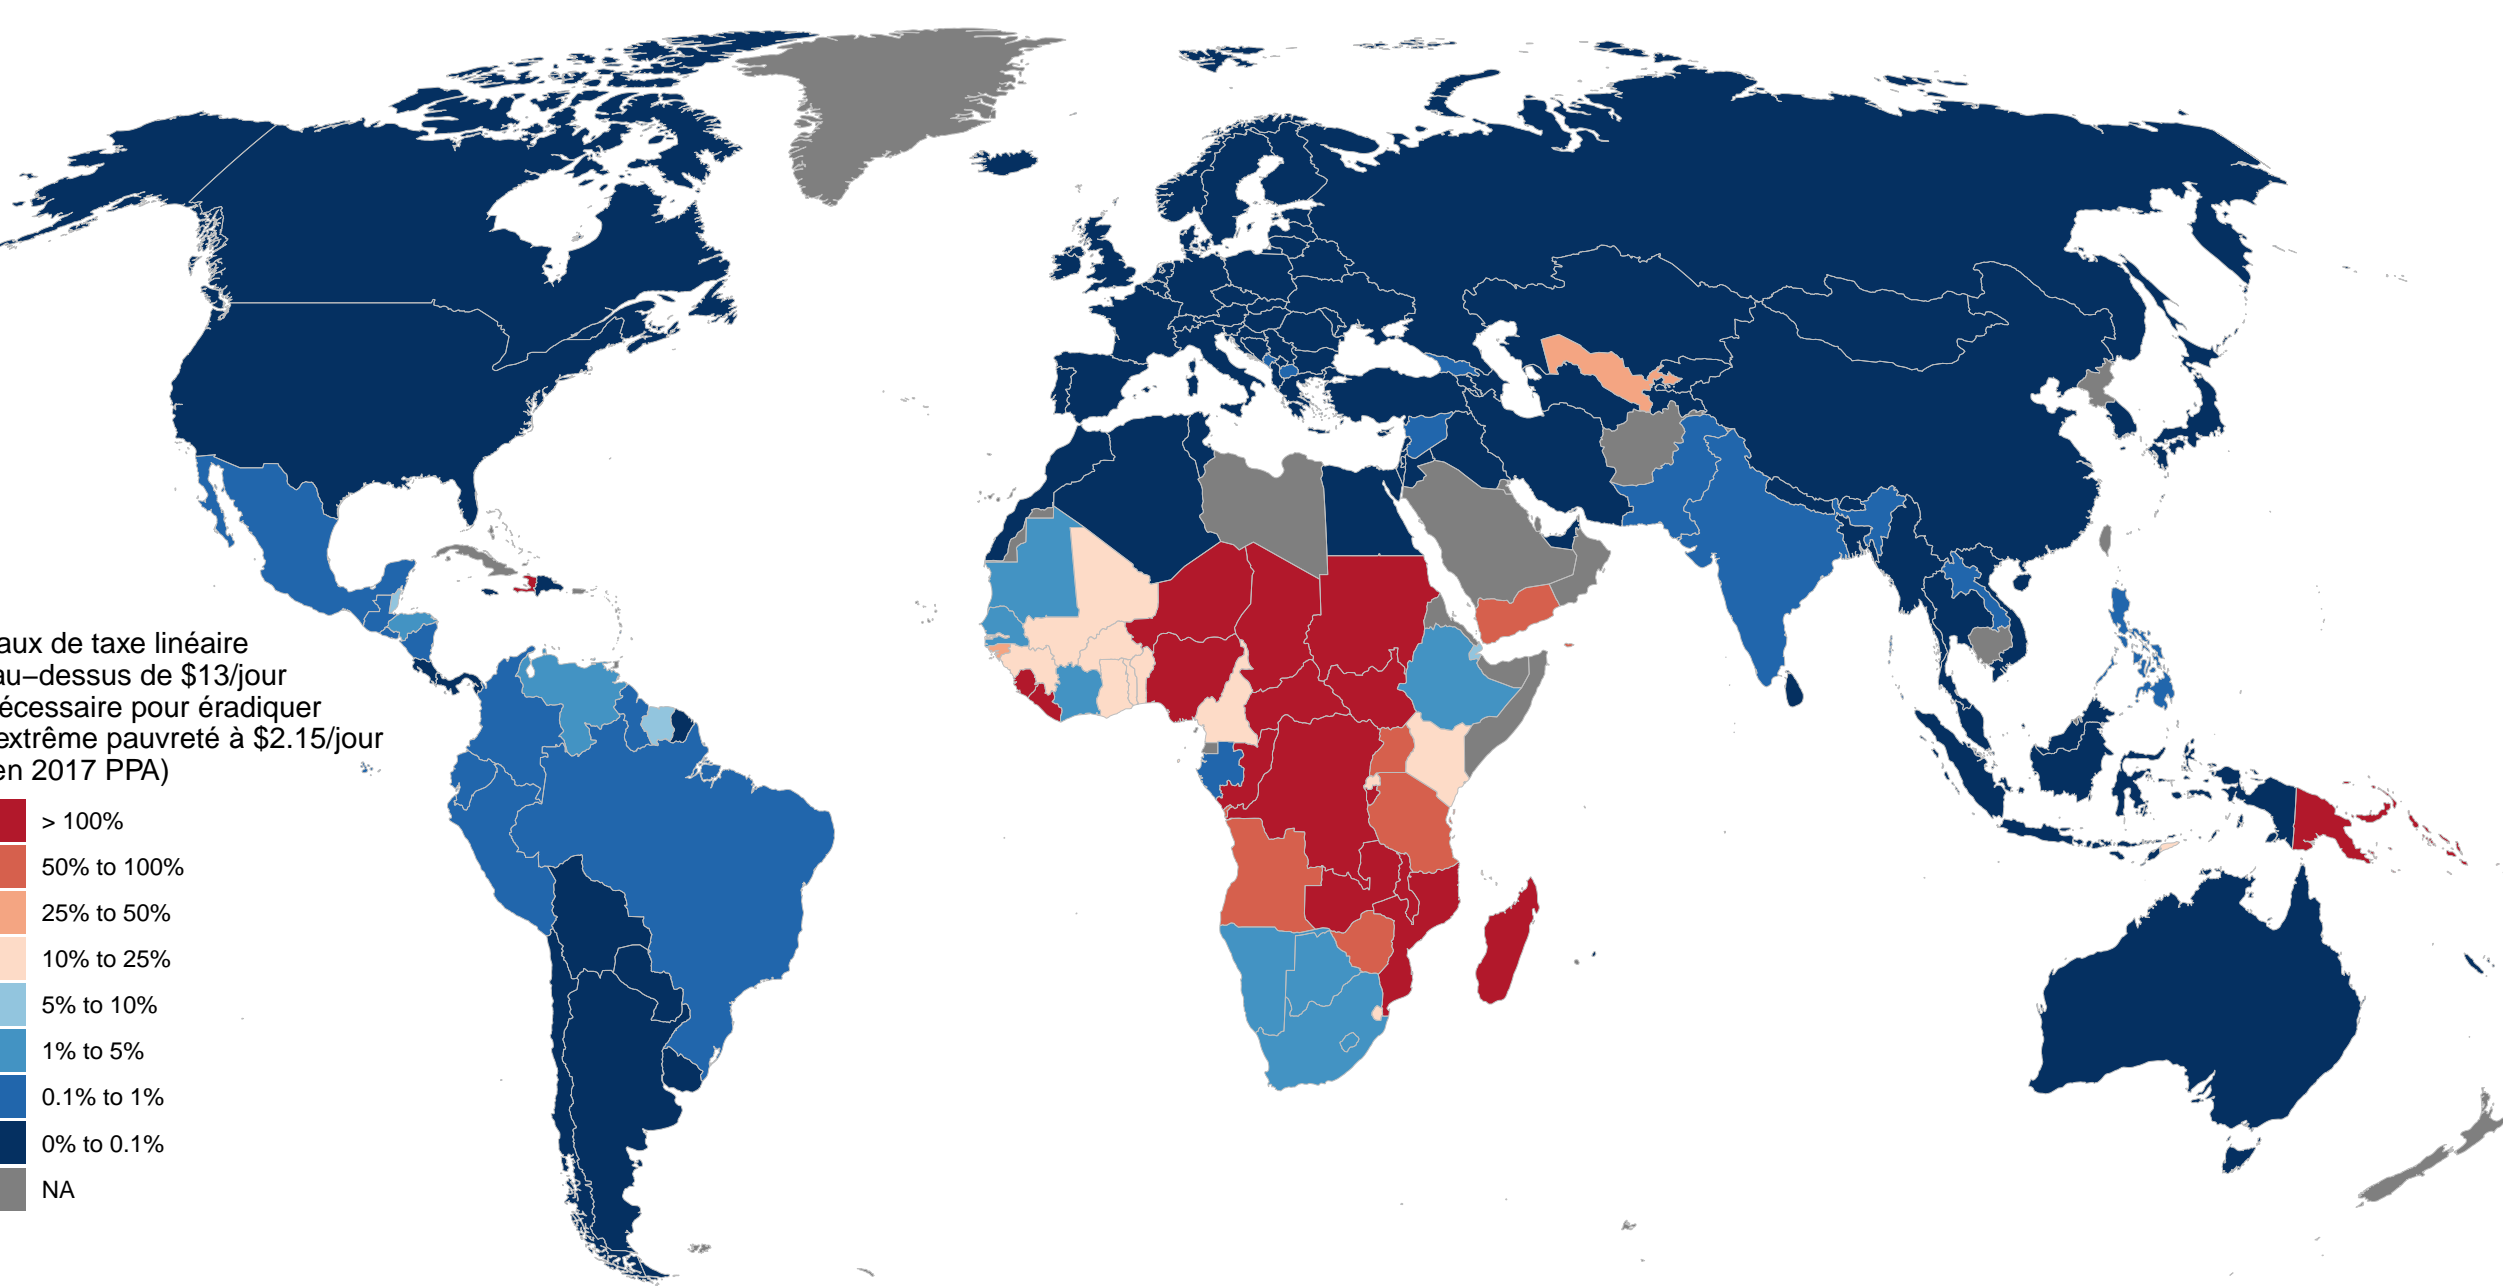 aux de taxe linéaire
au−dessus de $13/jour
écessaire pour éradiquer
extrême pauvreté à $2.15/jour
en 2017 PPA)
> 100%
50% to 100%
25% to 50%
10% to 25%
5% to 10%
1% to 5%
0.1% to 1%
0% to 0.1%
NA